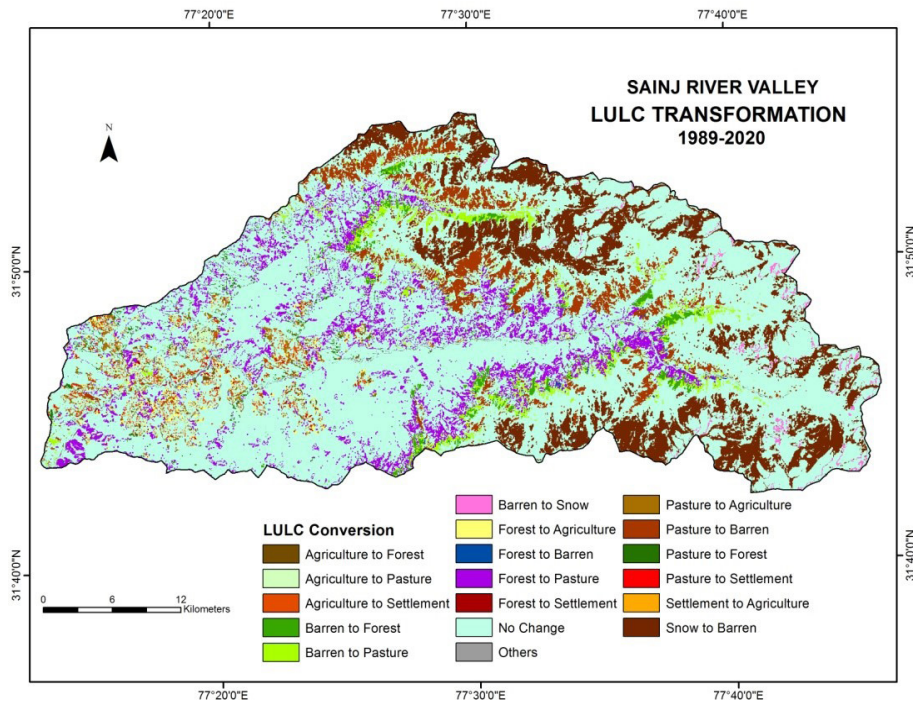 77°20'0"E 77°30'0"E 77°40'0"E
SAINJ RIVER VALLEY
LULC TRANSFORMATION
1989-2020
N
31°50'0"N
31°50'0"N
31°40'0"N
31°40'0"N
LULC Conversion
Agriculture to Forest
Agriculture to Pasture
Agriculture to Settlement
Barren to Forest
Barren to Pasture
Barren to Snow
Forest to Agriculture
Forest to Barren
Forest to Pasture
Forest to Settlement
No Change
Others
Pasture to Agriculture
Pasture to Barren
Pasture to Forest
Pasture to Settlement
Settlement to Agriculture
Snow to Barren
0 6 12
Kilometers
77°20'0"E 77°30'0"E 77°40'0"E